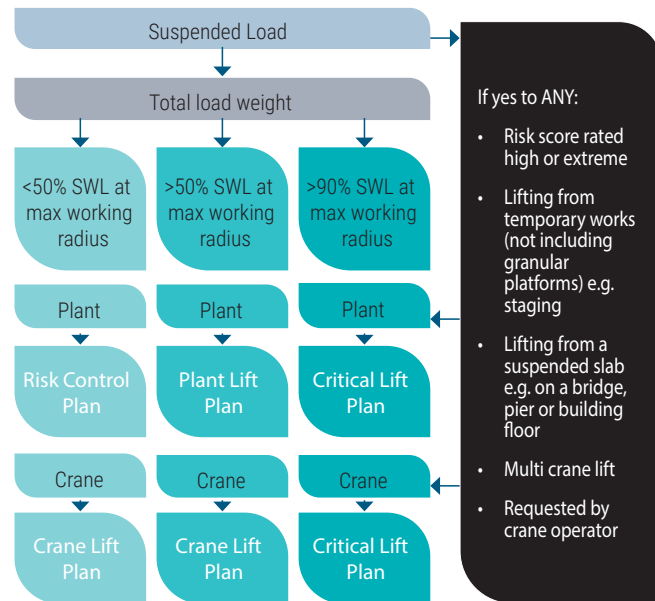 Suspended Load
Total load weight
<50% SWL at
max working
radius
>50% SWL at
max working
radius
>90% SWL at
max working
radius
Plant
Plant
Plant
Risk Control
Plan
Plant Lift
Plan
Critical Lift
Plan
Crane
Crane
Crane
Crane Lift
Plan
Crane Lift
Plan
Critical Lift
Plan
If yes to ANY:
• Risk score rated
high or extreme
• Lifting from
temporary works
(not including
granular
platforms) e.g.
staging
• Lifting from a
suspended slab
e.g. on a bridge,
pier or building
floor
• Multi crane lift
• Requested by
crane operator